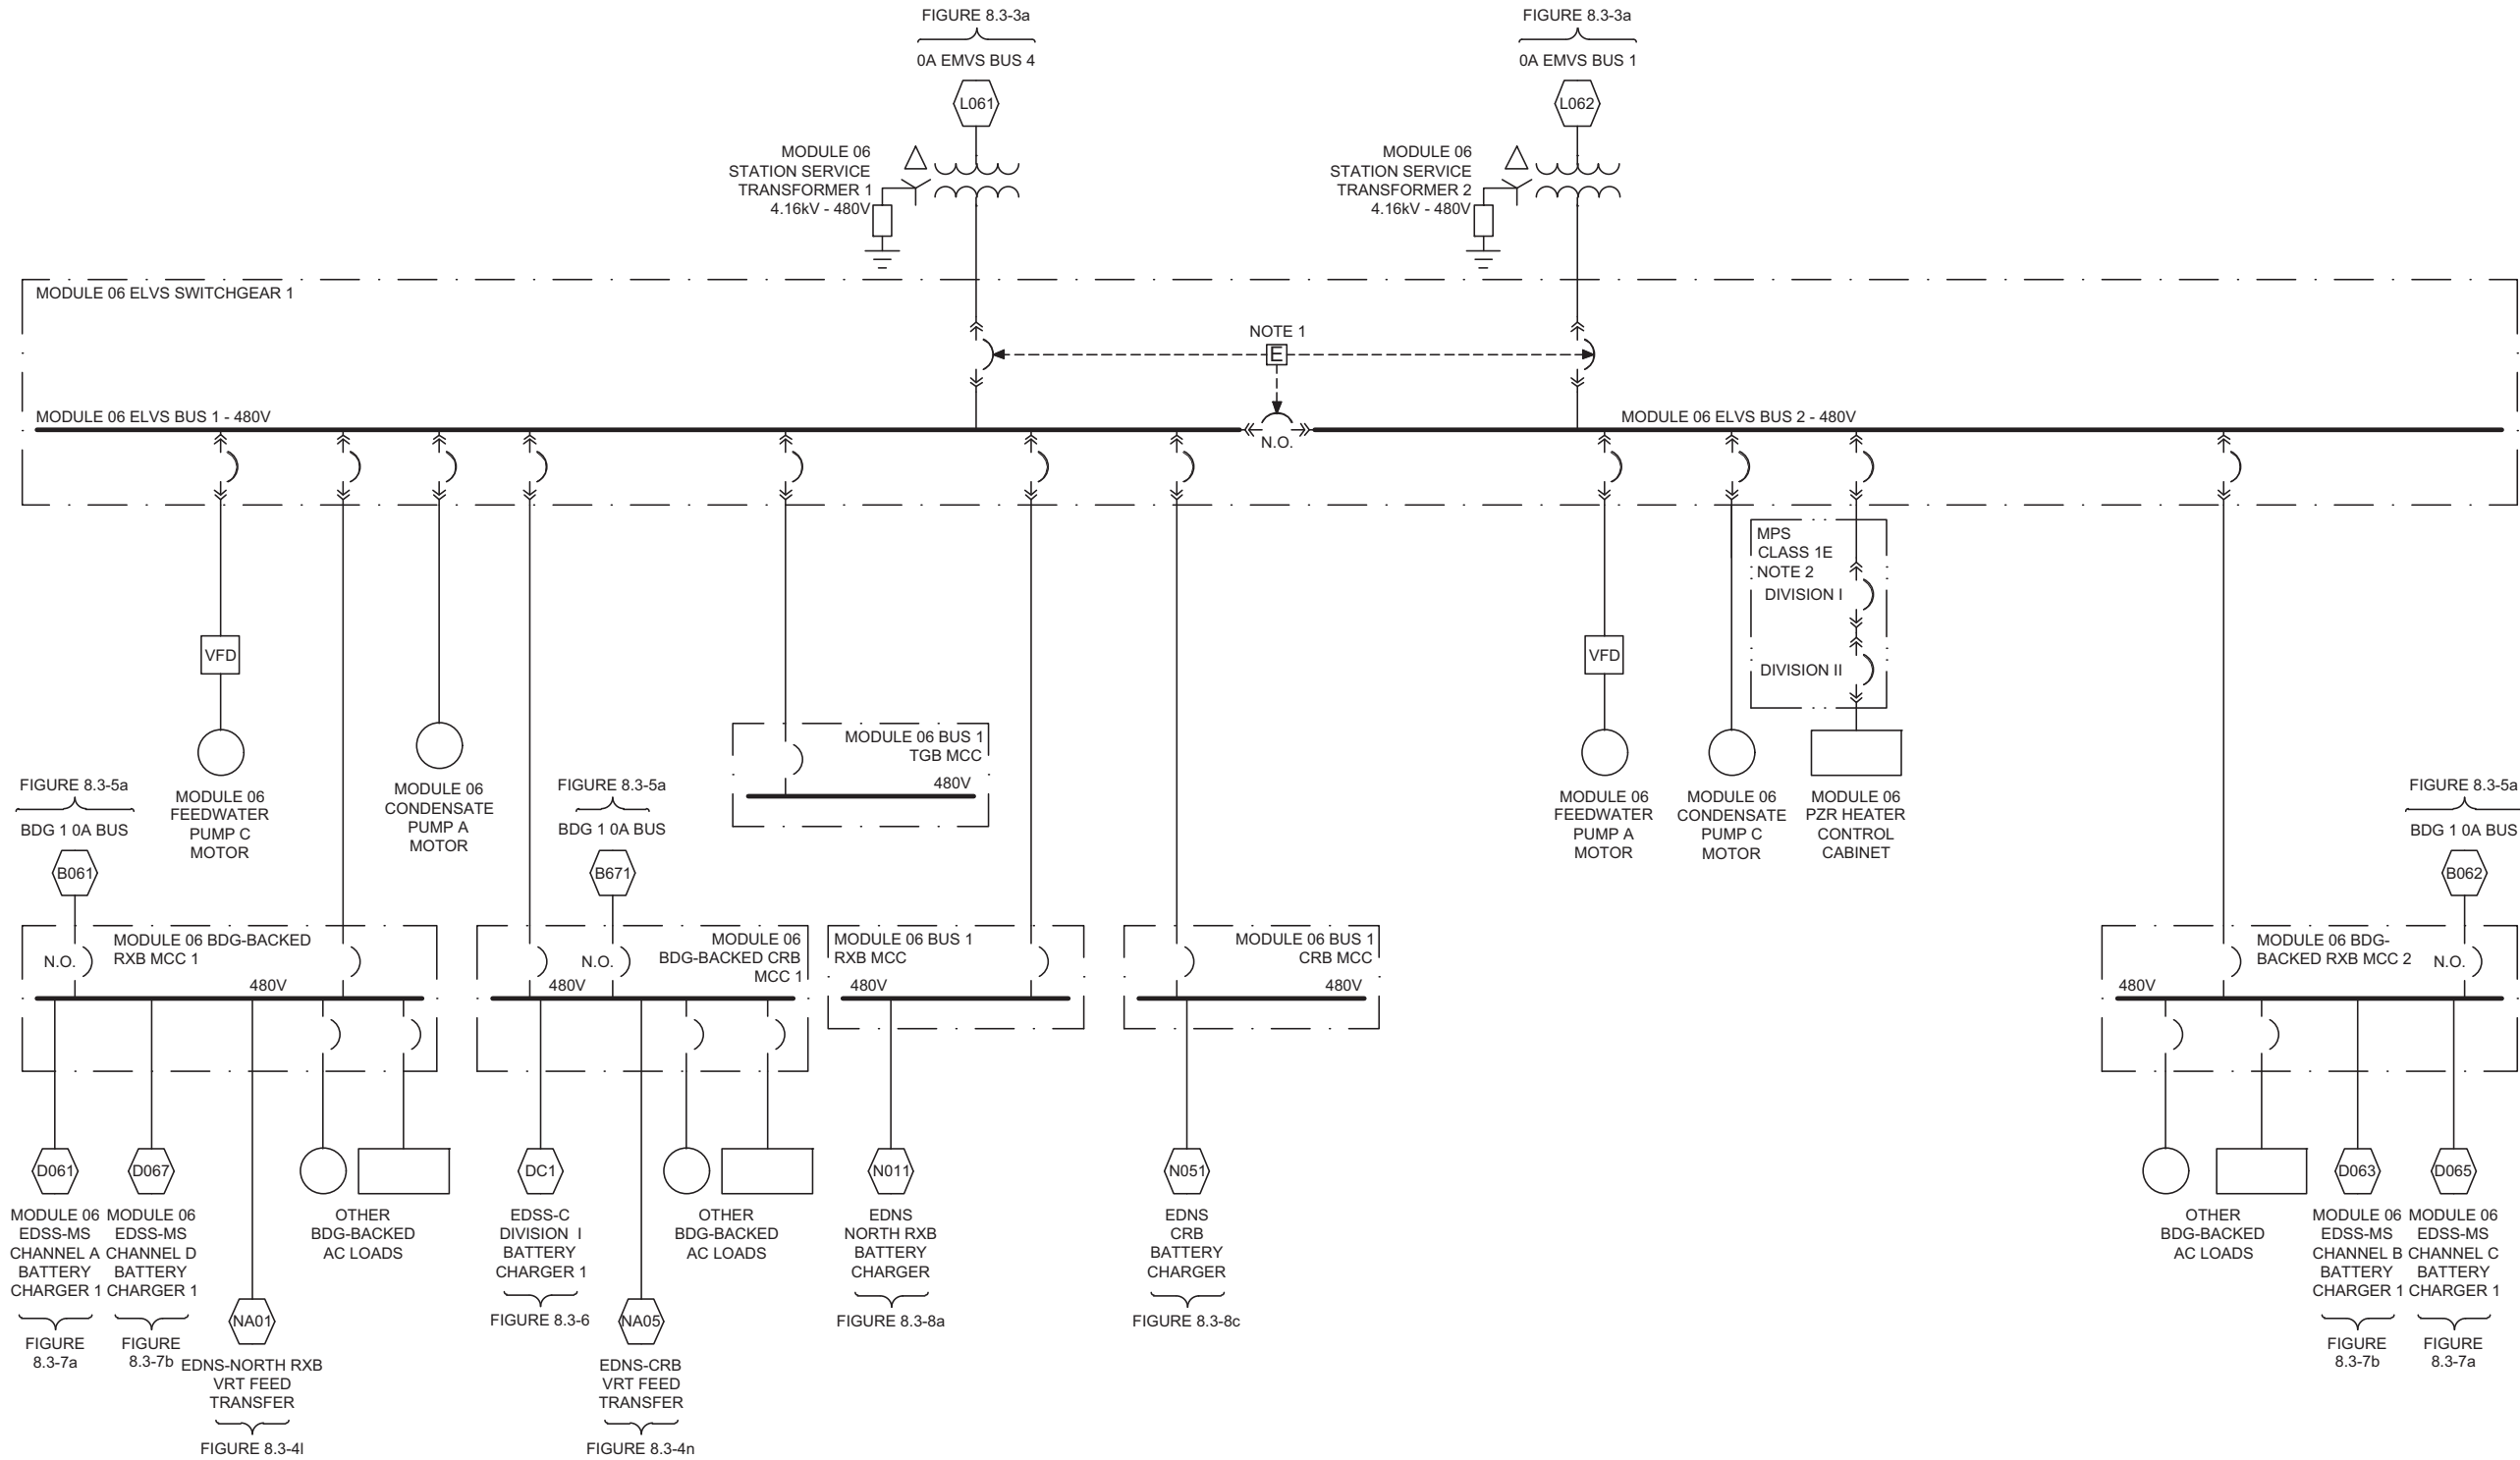 FIGURE 8.3-3a
0A EMVS BUS 4
L061
MODULE 06
STATION SERVICE
TRANSFORMER 1
4.16kV - 480V
FIGURE 8.3-3a
0A EMVS BUS 1
L062
MODULE 06
STATION SERVICE
TRANSFORMER 2
4.16kV - 480V
MODULE 06 ELVS SWITCHGEAR 1
NOTE 1
E
MODULE 06 ELVS BUS 1 - 480V
N.O.
MODULE 06 ELVS BUS 2 - 480V
MPS
CLASS 1E
NOTE 2
DIVISION I
DIVISION II
VFD
MODULE 06
FEEDWATER
PUMP C
MOTOR
MODULE 06
CONDENSATE
PUMP A
MOTOR
MODULE 06 BUS 1
TGB MCC
480V
VFD
MODULE 06
FEEDWATER
PUMP A
MOTOR
MODULE 06
CONDENSATE
PUMP C
MOTOR
MODULE 06
PZR HEATER
CONTROL
CABINET
FIGURE 8.3-5a
BDG 1 0A BUS
B061
FIGURE 8.3-5a
BDG 1 0A BUS
B671
FIGURE 8.3-5a
BDG 1 0A BUS
B062
MODULE 06 BDG-BACKED
RXB MCC 1
N.O.
480V
MODULE 06
BDG-BACKED CRB
MCC 1
N.O.
480V
MODULE 06 BUS 1
RXB MCC
480V
MODULE 06 BUS 1
CRB MCC
480V
MODULE 06 BDG-
BACKED RXB MCC 2
N.O.
480V
D061
MODULE 06
EDSS-MS
CHANNEL A
BATTERY
CHARGER 1
FIGURE
8.3-7a
D067
MODULE 06
EDSS-MS
CHANNEL D
BATTERY
CHARGER 1
FIGURE
8.3-7b
NA01
EDNS-NORTH RXB
VRT FEED
TRANSFER
FIGURE 8.3-4l
OTHER
BDG-BACKED
AC LOADS
DC1
EDSS-C
DIVISION I
BATTERY
CHARGER 1
FIGURE 8.3-6
NA05
EDNS-CRB
VRT FEED
TRANSFER
FIGURE 8.3-4n
OTHER
BDG-BACKED
AC LOADS
N011
EDNS
NORTH RXB
BATTERY
CHARGER
FIGURE 8.3-8a
N051
EDNS
CRB
BATTERY
CHARGER
FIGURE 8.3-8c
OTHER
BDG-BACKED
AC LOADS
D063
MODULE 06
EDSS-MS
CHANNEL B
BATTERY
CHARGER 1
FIGURE
8.3-7b
D065
MODULE 06
EDSS-MS
CHANNEL C
BATTERY
CHARGER 1
FIGURE
8.3-7a